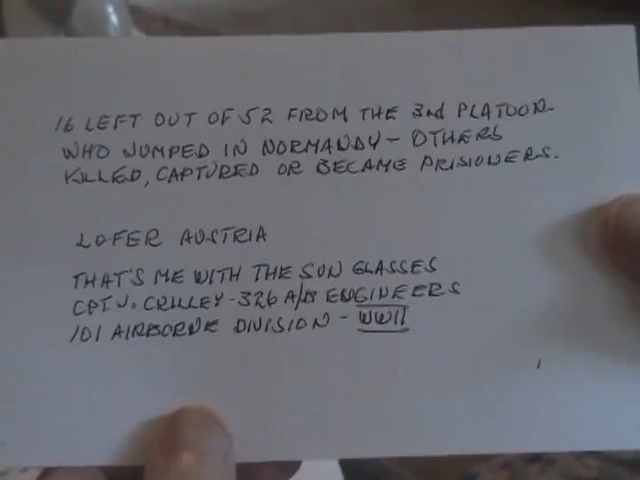 16 LEFT OUT OF 52 FROM THE 3rd PLATOON
WHO JUMPED IN NORMANDY - OTHERS
KILLED, CAPTURED OR BECAME PRISIONERS.
LOFER AUSTRIA
THAT'S ME WITH THE SUN GLASSES
CPT. J. CRILLEY - 326 A/B ENGINEERS
101 AIRBORNE DIVISION - WWII